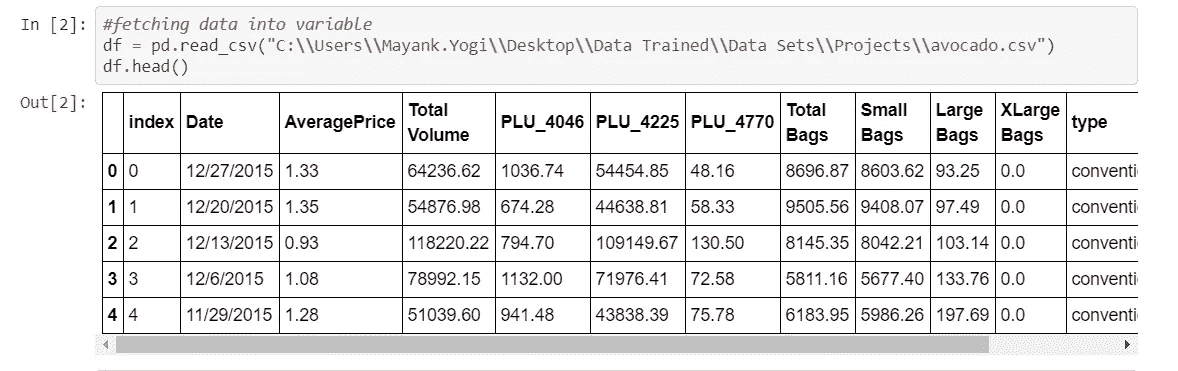 In [2]: #fetching data into variable
df = pd.read_csv("C:\\Users\\Mayank.Yogi\\Desktop\\Data Trained\\Data Sets\\Projects\\avocado.csv")
df.head()
Out[2]:
index Date AveragePrice Total Volume PLU_4046 PLU_4225 PLU_4770 Total Bags Small Bags Large Bags XLarge Bags type
0 0 12/27/2015 1.33 64236.62 1036.74 54454.85 48.16 8696.87 8603.62 93.25 0.0 conventi
1 1 12/20/2015 1.35 54876.98 674.28 44638.81 58.33 9505.56 9408.07 97.49 0.0 conventi
2 2 12/13/2015 0.93 118220.22 794.70 109149.67 130.50 8145.35 8042.21 103.14 0.0 conventi
3 3 12/6/2015 1.08 78992.15 1132.00 71976.41 72.58 5811.16 5677.40 133.76 0.0 conventi
4 4 11/29/2015 1.28 51039.60 941.48 43838.39 75.78 6183.95 5986.26 197.69 0.0 conventi